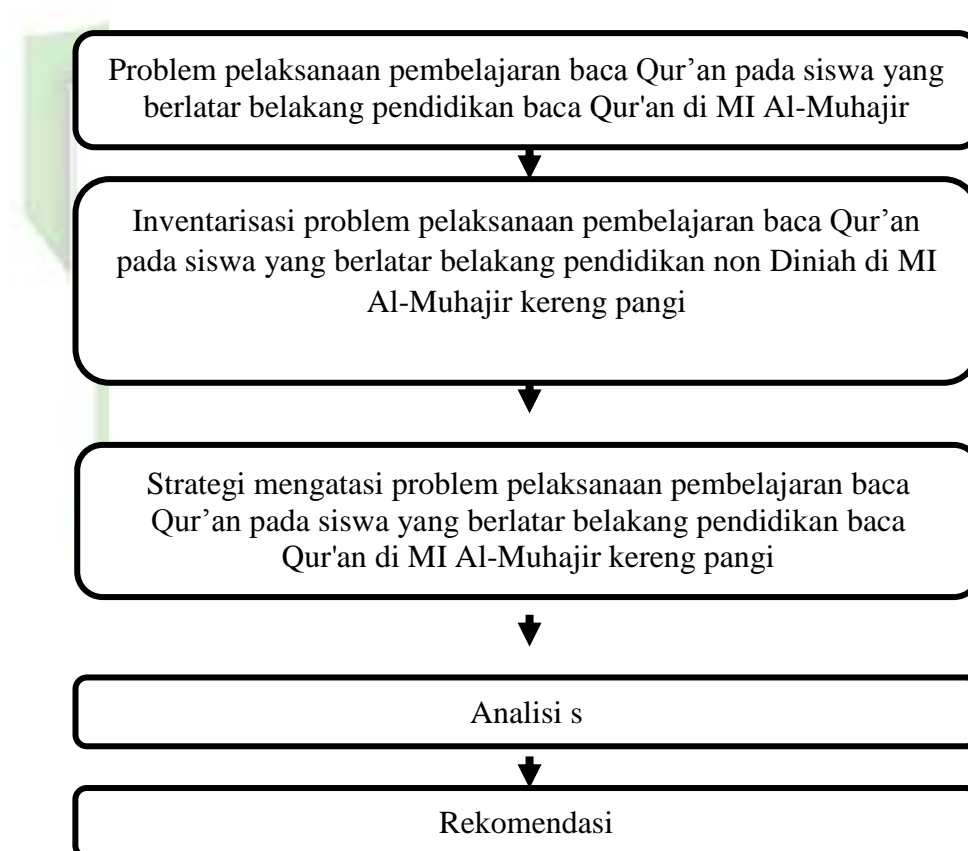 Problem pelaksanaan pembelajaran baca Qur’an pada siswa yang
berlatar belakang pendidikan baca Qur'an di MI Al-Muhajir
Inventarisasi problem pelaksanaan pembelajaran baca Qur’an
pada siswa yang berlatar belakang pendidikan non Diniah di MI
Al-Muhajir kereng pangi
Strategi mengatasi problem pelaksanaan pembelajaran baca
Qur’an pada siswa yang berlatar belakang pendidikan baca
Qur'an di MI Al-Muhajir kereng pangi
Analisi s
Rekomendasi